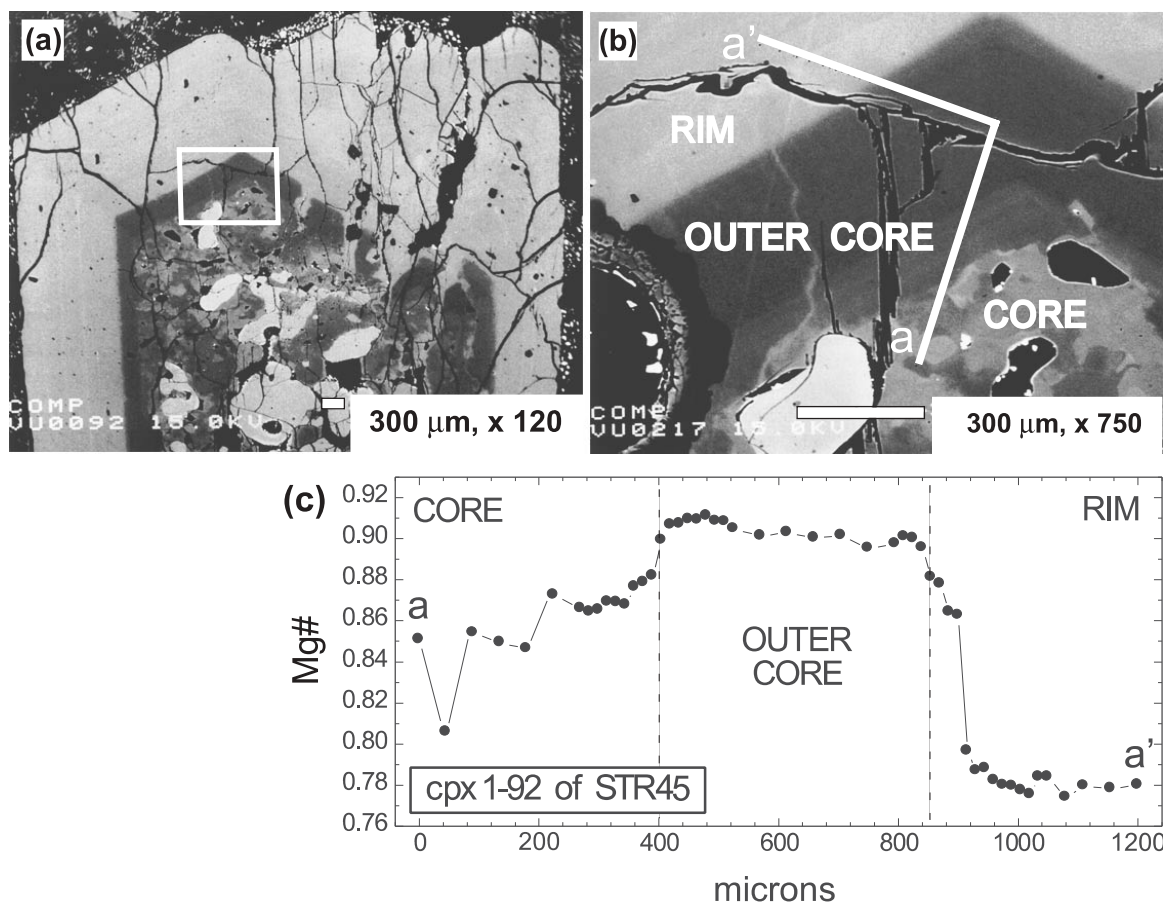 (a)
COMP
VU0092 15.0KV
300 μm, x 120
(b)
a'
RIM
OUTER CORE
CORE
a
COMP
VU0217 15.0KV
300 μm, x 750
(c)
CORE
RIM
a
OUTER
CORE
a'
cpx 1-92 of STR45
Mg#
0.92
0.90
0.88
0.86
0.84
0.82
0.80
0.78
0.76
0
200
400
600
800
1000
1200
microns